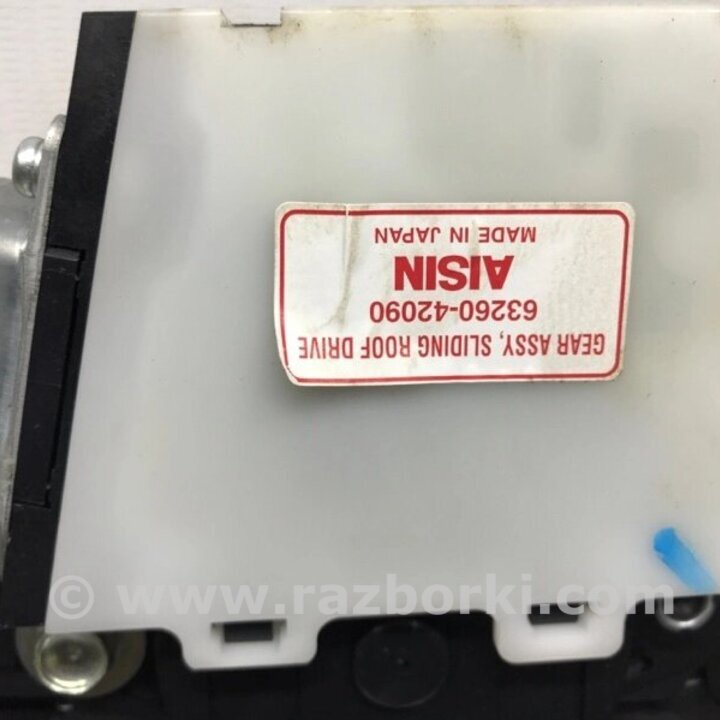 GEAR ASSY, SLIDING ROOF DRIVE
63260-42090
AISIN
MADE IN JAPAN
© www.razborki.com